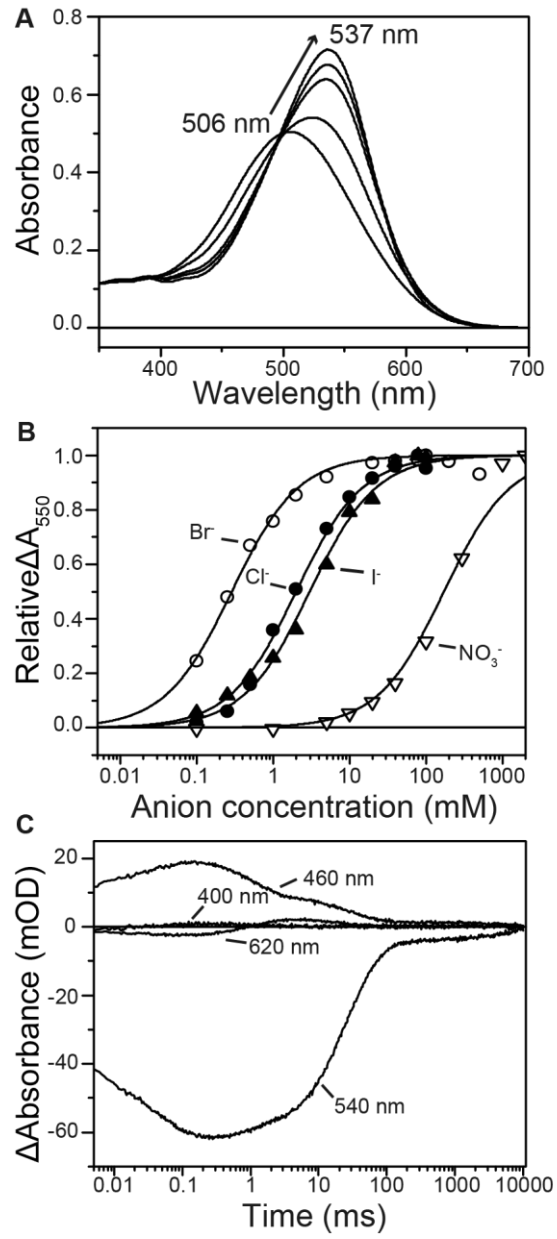 A
0.8
537 nm
0.6
506 nm
Absorbance
0.4
0.2
0.0
400 500 600 700
Wavelength (nm)
B
1.0
0.8
Br⁻
0.6
Cl⁻ I⁻
0.4
NO₃⁻
0.2
0.0
Relative ΔA₅₅₀
0.01 0.1 1 10 100 1000
Anion concentration (mM)
C
20
460 nm
400 nm
0
620 nm
-20
-40
540 nm
-60
ΔAbsorbance (mOD)
0.01 0.1 1 10 100 1000 10000
Time (ms)